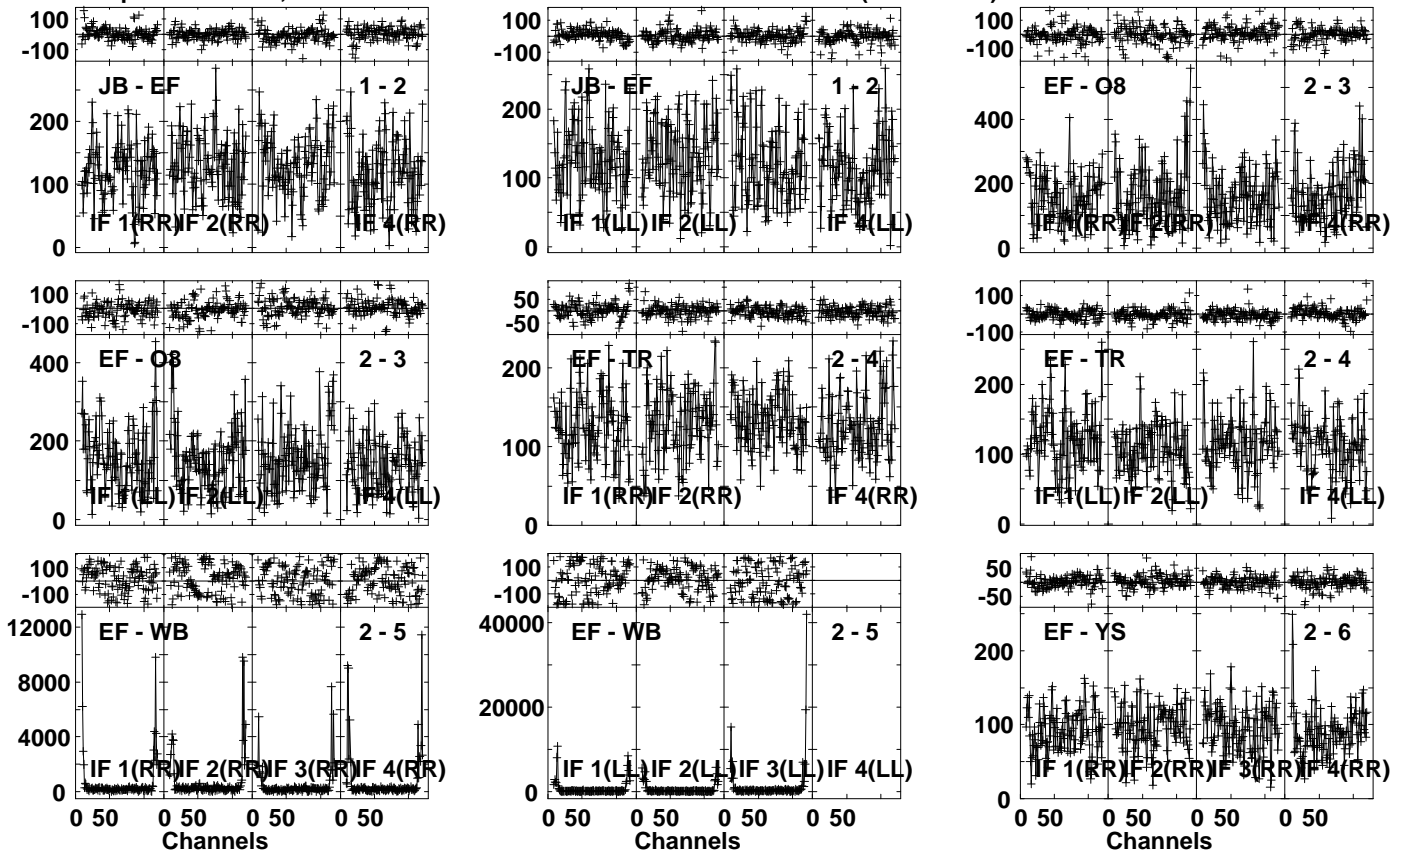 100
-100
JB - EF 1 - 2
200
100
0
IF 1(RR) IF 2(RR) IF 4(RR)
100
-100
JB - EF 1 - 2
200
100
0
IF 1(LL) IF 2(LL) IF 4(LL)
100
-100
EF - O8 2 - 3
400
200
0
IF 1(RR) IF 2(RR) IF 4(RR)
100
-100
EF - O8 2 - 3
400
200
0
IF 1(LL) IF 2(LL) IF 4(LL)
50
-50
EF - TR 2 - 4
200
100
0
IF 1(RR) IF 2(RR) IF 4(RR)
100
-100
EF - TR 2 - 4
200
100
0
IF 1(LL) IF 2(LL) IF 4(LL)
100
-100
EF - WB 2 - 5
12000
8000
4000
0
IF 1(RR) IF 2(RR) IF 3(RR) IF 4(RR)
0 50 0 50 0 50 0 50
Channels
100
-100
EF - WB 2 - 5
40000
20000
0
IF 1(LL) IF 2(LL) IF 3(LL) IF 4(LL)
0 50 0 50 0 50 0 50
Channels
50
-50
EF - YS 2 - 6
200
100
0
IF 1(RR) IF 2(RR) IF 3(RR) IF 4(RR)
0 50 0 50 0 50 0 50
Channels